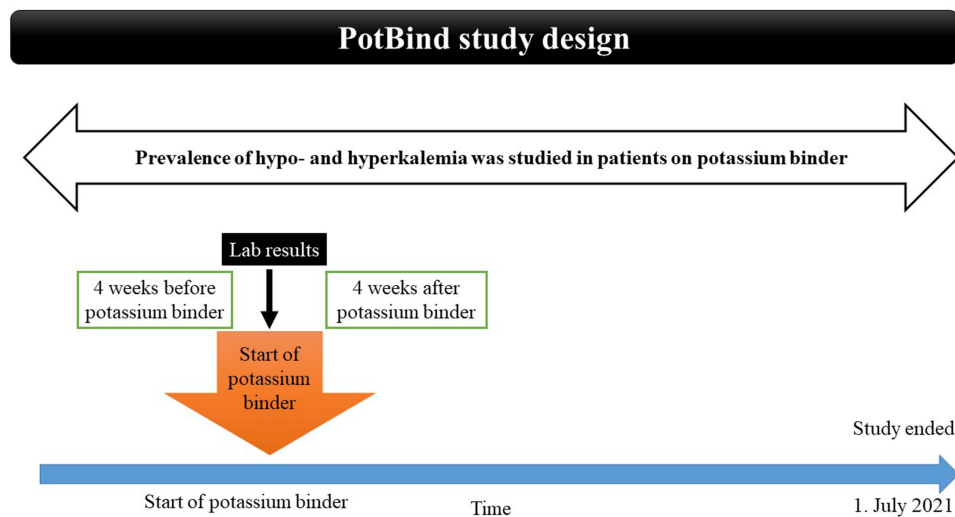 PotBind study design
Prevalence of hypo- and hyperkalemia was studied in patients on potassium binder
Lab results
4 weeks before
potassium binder
4 weeks after
potassium binder
Start of
potassium
binder
Study ended
Start of potassium binder
Time
1. July 2021